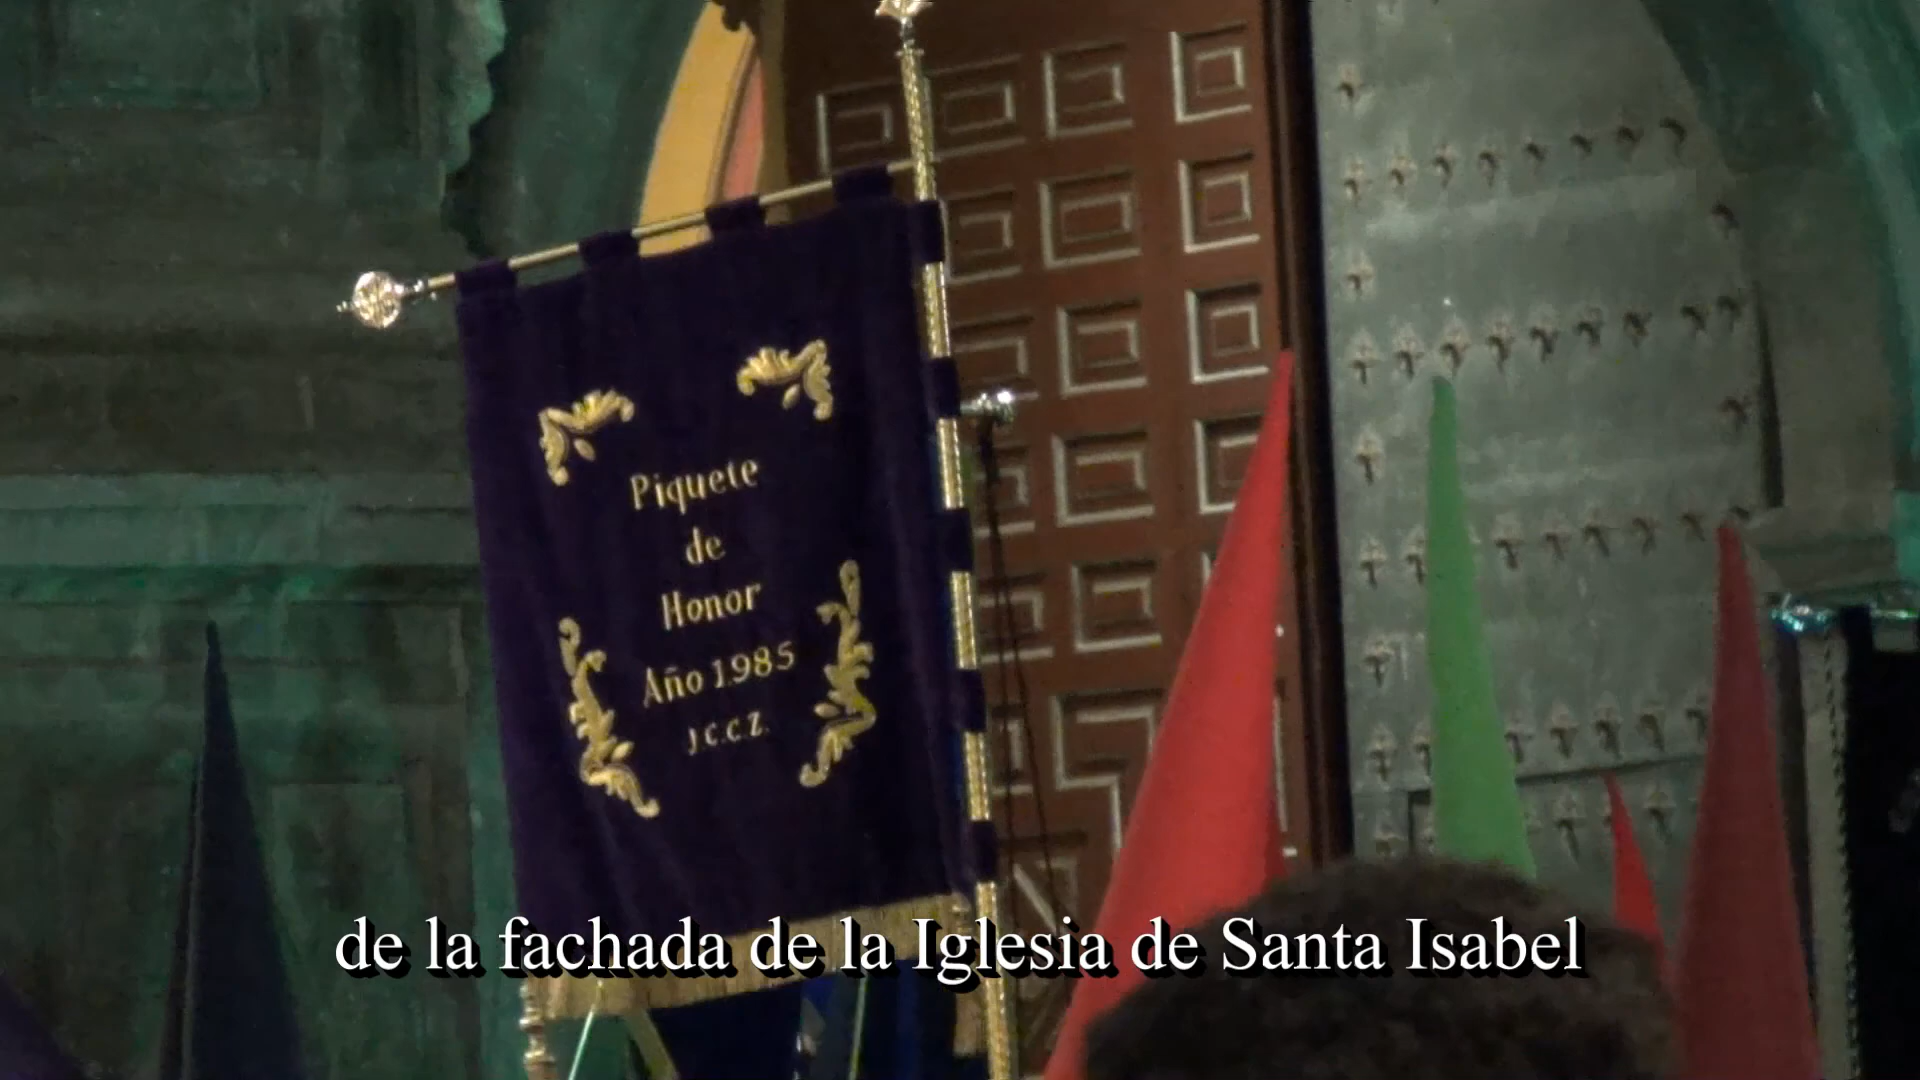 Piquete
de
Honor
Año 1985
J.C.C.Z.
de la fachada de la Iglesia de Santa Isabel